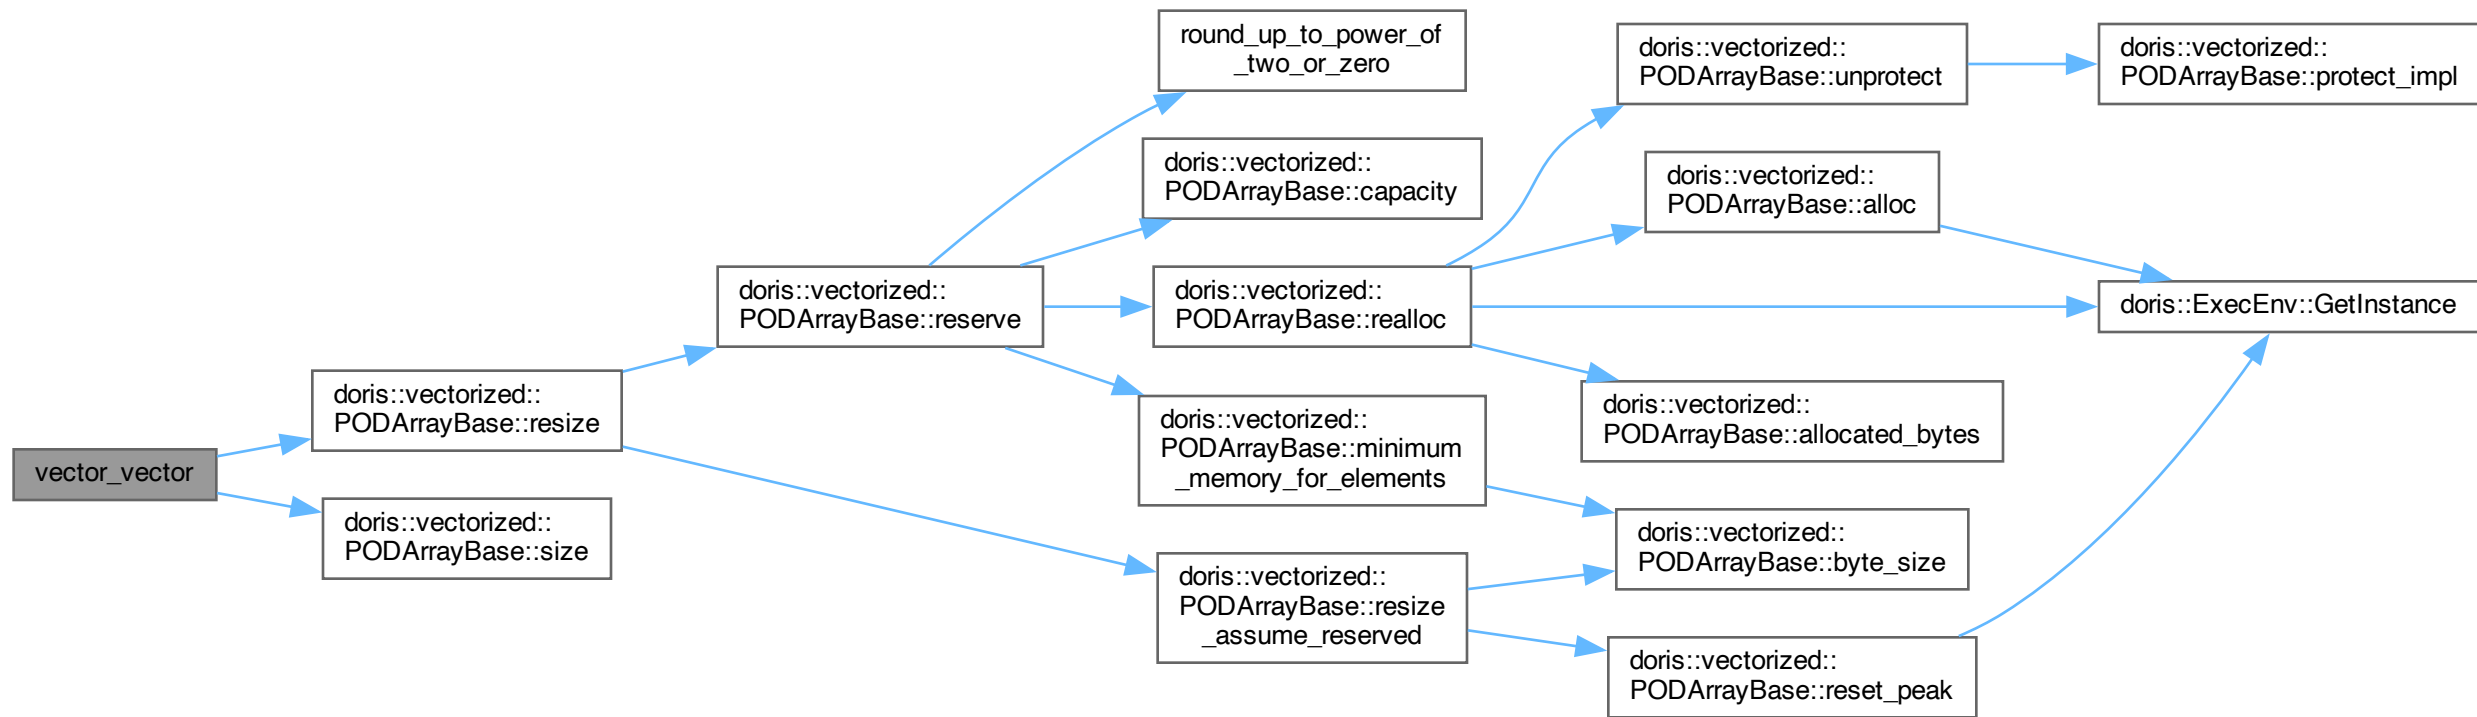 round_up_to_power_of
_two_or_zero
doris::vectorized::
PODArrayBase::unprotect
doris::vectorized::
PODArrayBase::protect_impl
doris::vectorized::
PODArrayBase::capacity
doris::vectorized::
PODArrayBase::alloc
doris::vectorized::
PODArrayBase::reserve
doris::vectorized::
PODArrayBase::realloc
doris::ExecEnv::GetInstance
doris::vectorized::
PODArrayBase::resize
doris::vectorized::
PODArrayBase::minimum
_memory_for_elements
doris::vectorized::
PODArrayBase::allocated_bytes
vector_vector
doris::vectorized::
PODArrayBase::size
doris::vectorized::
PODArrayBase::byte_size
doris::vectorized::
PODArrayBase::resize
_assume_reserved
doris::vectorized::
PODArrayBase::reset_peak